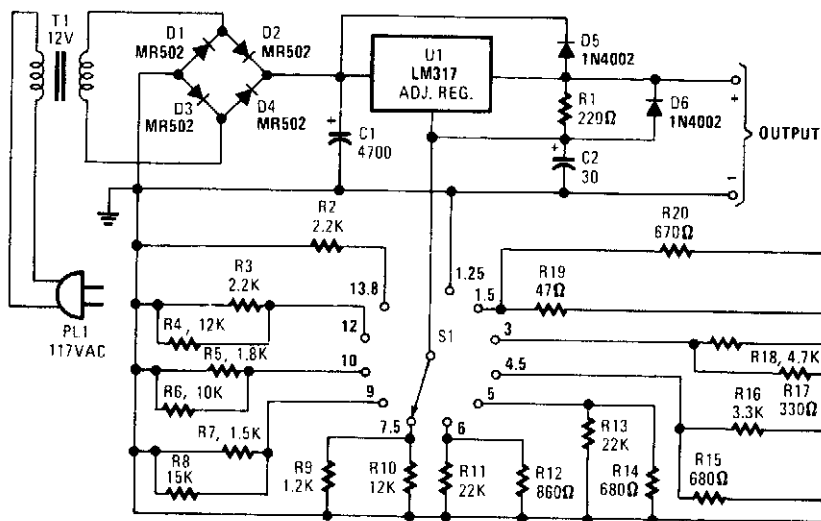 T1
12V
D1
MR502
D2
MR502
D3
MR502
D4
MR502
U1
LM317
ADJ. REG.
D5
1N4002
R1
220Ω
D6
1N4002
+
C1
4700
+
C2
30
+
–
OUTPUT
PL1
117VAC
R2
2.2K
R3
2.2K
R4, 12K
R5, 1.8K
R6, 10K
R7, 1.5K
R8
15K
13.8
12
10
9
7.5
6
5
4.5
3
1.5
1.25
S1
R20
670Ω
R19
47Ω
R18, 4.7K
R17
330Ω
R16
3.3K
R15
680Ω
R9
1.2K
R10
12K
R11
22K
R12
860Ω
R13
22K
R14
680Ω